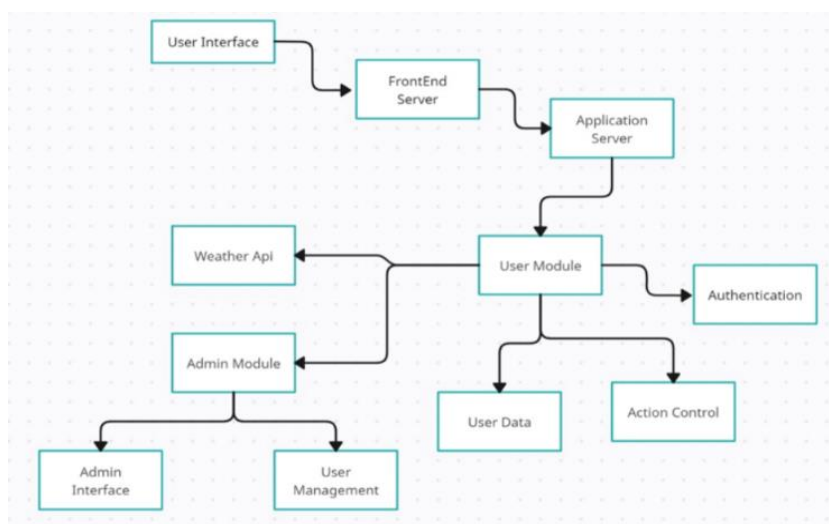 User Interface
FrontEnd
Server
Application
Server
Weather Api
User Module
Authentication
Admin Module
User Data
Action Control
Admin
Interface
User
Management